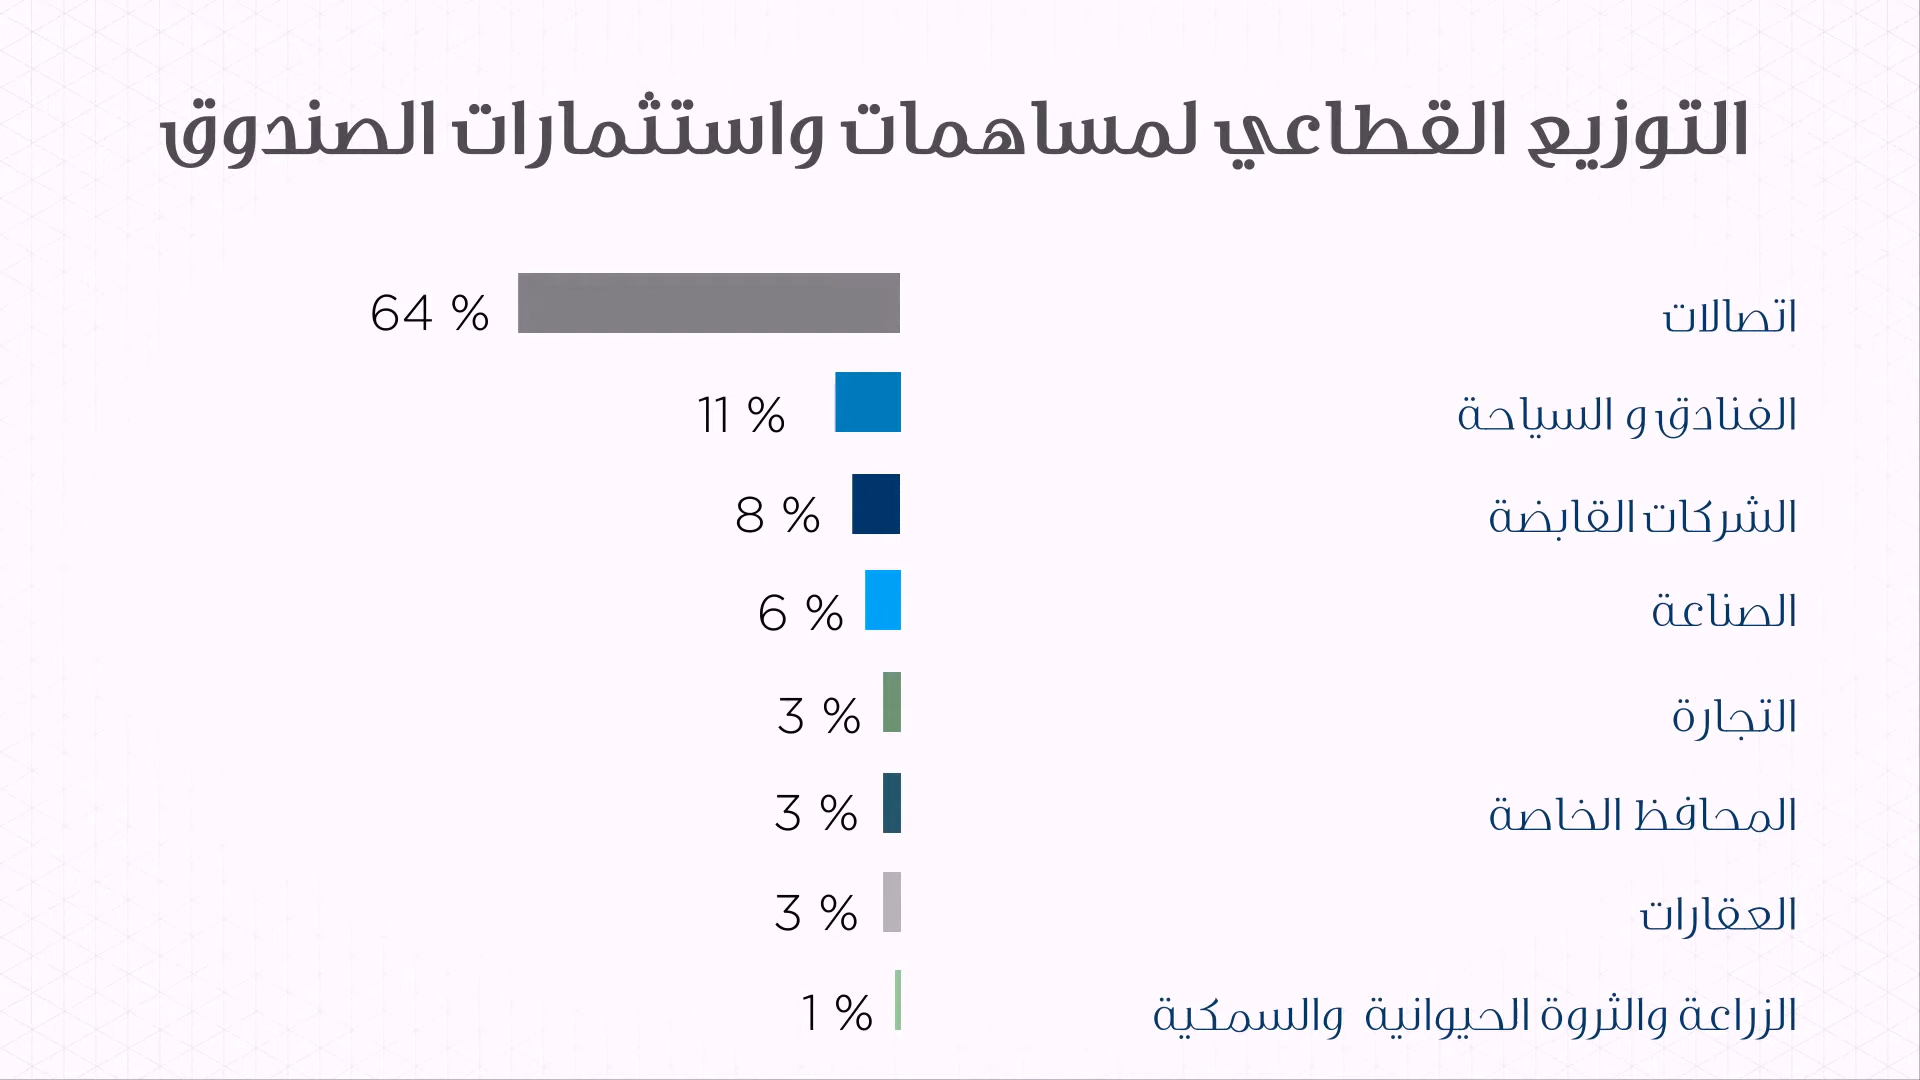 التوزيع القطاعي لمساهمات واستثمارات الصندوق
اتصالات 64 %
الفنادق و السياحة 11 %
الشركات القابضة 8 %
الصناعة 6 %
التجارة 3 %
المحافظ الخاصة 3 %
العقارات 3 %
الزراعة والثروة الحيوانية والسمكية 1 %